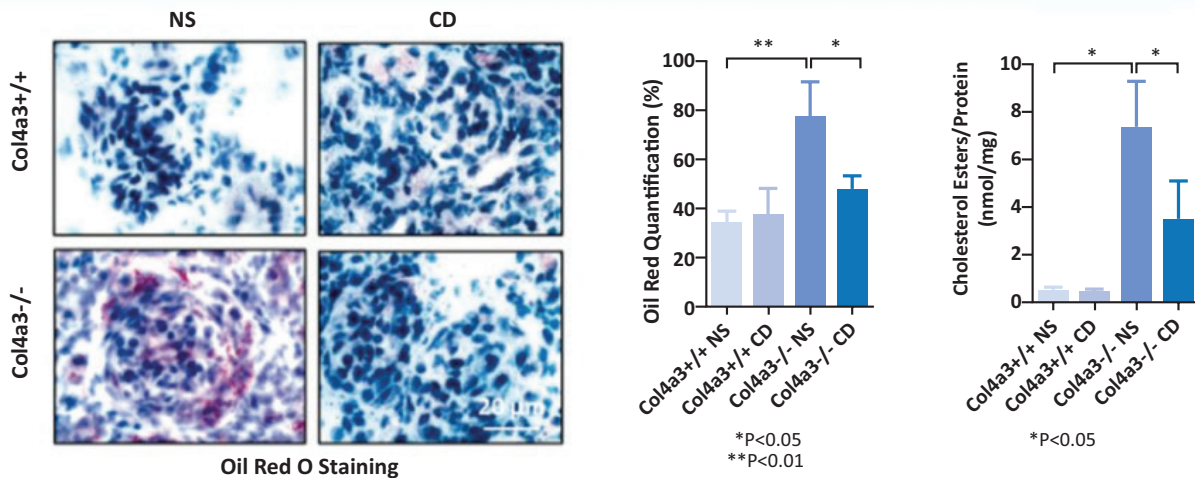 NS
CD
Col4a3+/+
Col4a3-/-
20 µm
Oil Red O Staining
Oil Red Quantification (%)
**
*
100
80
60
40
20
0
Col4a3+/+ NS
Col4a3+/+ CD
Col4a3-/- NS
Col4a3-/- CD
*P<0.05
**P<0.01
Cholesterol Esters/Protein
(nmol/mg)
*
*
10
8
6
4
2
0
Col4a3+/+ NS
Col4a3+/+ CD
Col4a3-/- NS
Col4a3-/- CD
*P<0.05